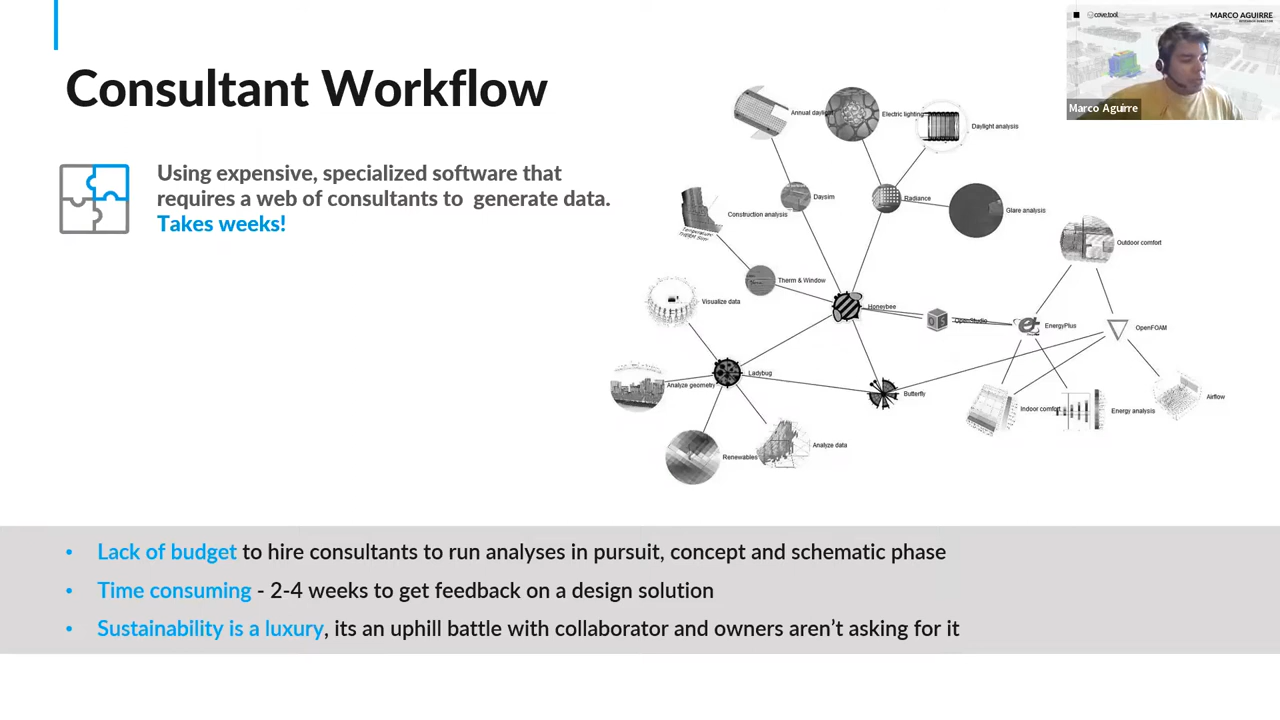 Consultant Workflow
Using expensive, specialized software that
requires a web of consultants to generate data.
Takes weeks!
cove.tool
MARCO AGUIRRE
Marco Aguirre
Annual daylight
Electric lighting
Daylight analysis
Daysim
Radiance
Construction analysis
Glare analysis
Outdoor comfort
Therm & Window
Visualize data
Honeybee
OpenStudio
EnergyPlus
OpenFOAM
Ladybug
Analyze geometry
Butterfly
Indoor comfort
Energy analysis
Airflow
Renewables
Analyze data
• Lack of budget to hire consultants to run analyses in pursuit, concept and schematic phase
• Time consuming - 2-4 weeks to get feedback on a design solution
• Sustainability is a luxury, its an uphill battle with collaborator and owners aren’t asking for it